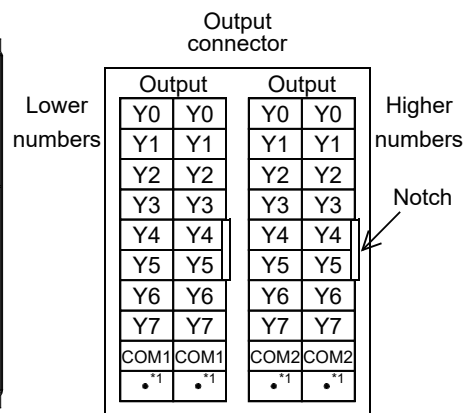 Output
connector
Output Output
Lower
numbers
Higher
numbers
Notch
Y0 Y0 Y0 Y0
Y1 Y1 Y1 Y1
Y2 Y2 Y2 Y2
Y3 Y3 Y3 Y3
Y4 Y4 Y4 Y4
Y5 Y5 Y5 Y5
Y6 Y6 Y6 Y6
Y7 Y7 Y7 Y7
COM1 COM1 COM2 COM2
•*1 •*1 •*1 •*1